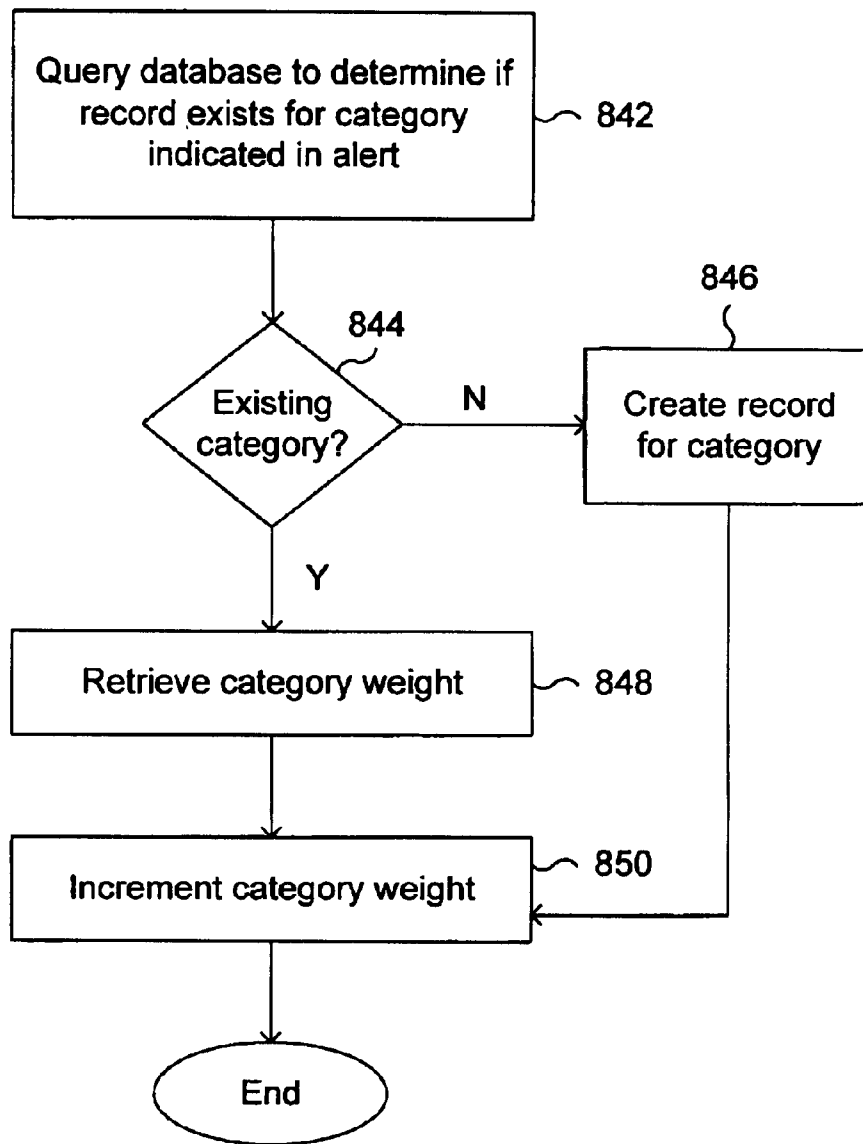 Query database to determine if
record exists for category
indicated in alert
842
844
846
Existing
category?
N
Create record
for category
Y
Retrieve category weight
848
Increment category weight
850
End